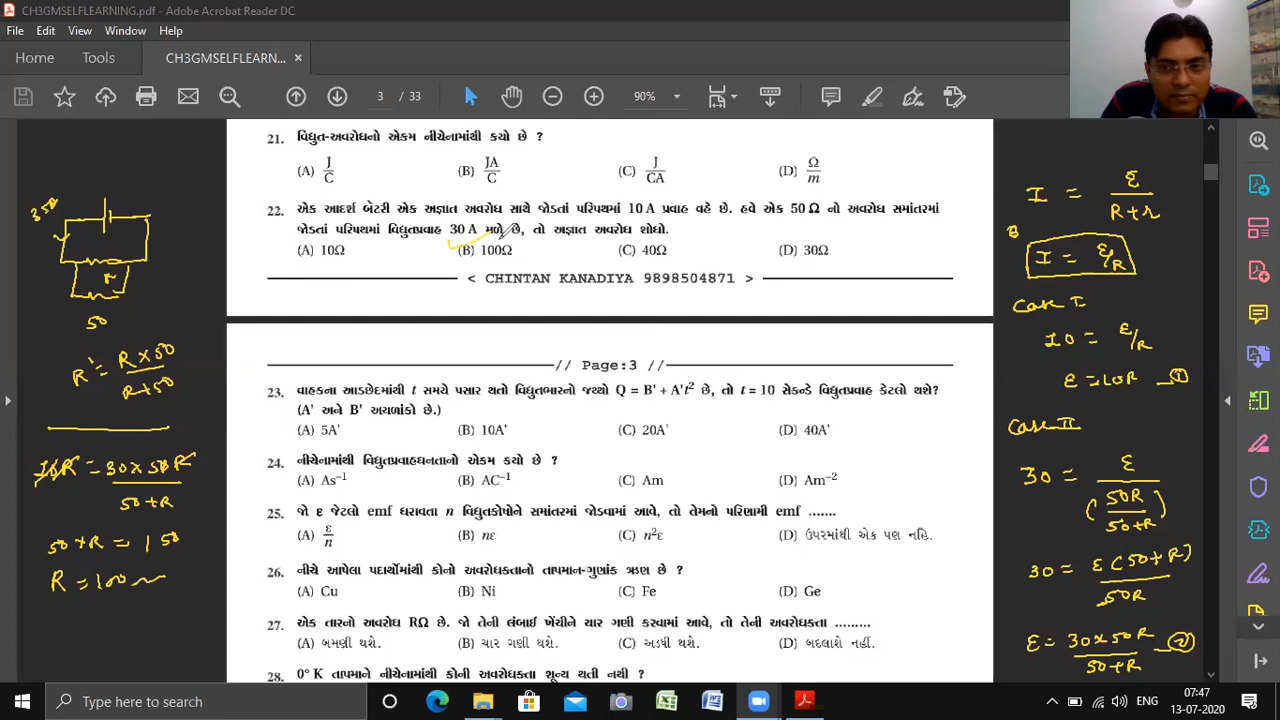 CH3GMSELFLEARNING.pdf - Adobe Acrobat Reader DC
File Edit View Window Help
Home Tools CH3GMSELFLEARN... ×
3 / 33 90%
21. વિદ્યુત-અવરોધનો એકમ નીચેનામાંથી કયો છે ?
(A) J/C (B) JA/C (C) J/CA (D) Ω/m
22. એક આદર્શ બેટરી એક અજ્ઞાત અવરોધ સાથે જોડતાં પરિપથમાં 10 A પ્રવાહ વહે છે. હવે એક 50 Ω નો અવરોધ સમાંતરમાં
જોડતાં પરિપથમાં વિદ્યુતપ્રવાહ 30 A મળે છે, તો અજ્ઞાત અવરોધ શોધો.
(A) 10Ω (B) 100Ω (C) 40Ω (D) 30Ω
< CHINTAN KANADIYA 9898504871 >
// Page:3 //
23. વાહકના આડછેદમાંથી t સમયે પસાર થતો વિદ્યુતભારનો જથ્થો Q = B' + A't² છે, તો t = 10 સેકન્ડે વિદ્યુતપ્રવાહ કેટલો થશે?
(A' અને B' અચળાંકો છે.)
(A) 5A' (B) 10A' (C) 20A' (D) 40A'
24. નીચેનામાંથી વિદ્યુતપ્રવાહઘનતાનો એકમ કયો છે ?
(A) As⁻¹ (B) AC⁻¹ (C) Am (D) Am⁻²
25. જો ε જેટલો emf ધરાવતા n વિદ્યુતકોષોને સમાંતરમાં જોડવામાં આવે, તો તેમનો પરિણામી emf .......
(A) ε/n (B) nε (C) n²ε (D) ઉપરમાંથી એક પણ નહિ.
26. નીચે આપેલા પદાર્થોમાંથી કોનો અવરોધકતાનો તાપમાન-ગુણાંક ઋણ છે ?
(A) Cu (B) Ni (C) Fe (D) Ge
27. એક તારનો અવરોધ RΩ છે. જો તેની લંબાઈ ખેંચીને ચાર ગણી કરવામાં આવે, તો તેની અવરોધકતા .........
(A) બમણી થશે. (B) ચાર ગણી થશે. (C) અડધી થશે. (D) બદલાશે નહીં.
28. 0° K તાપમાને નીચેનામાંથી કોની અવરોધકતા શૂન્ય થતી નથી ?
R
50
R' = R × 50 / R + 50
10R = 30 × 50 R / 50 + R
50 + R = 150
R = 100
I = ε / R + r
I = ε/R
Case I
10 = ε/R
ε = 10R — ①
Case II
30 = ε / (50R / 50 + R)
30 = ε (50 + R) / 50R
ε = 30 × 50R / 50 + R — ②
Type here to search
ENG
07:47
13-07-2020